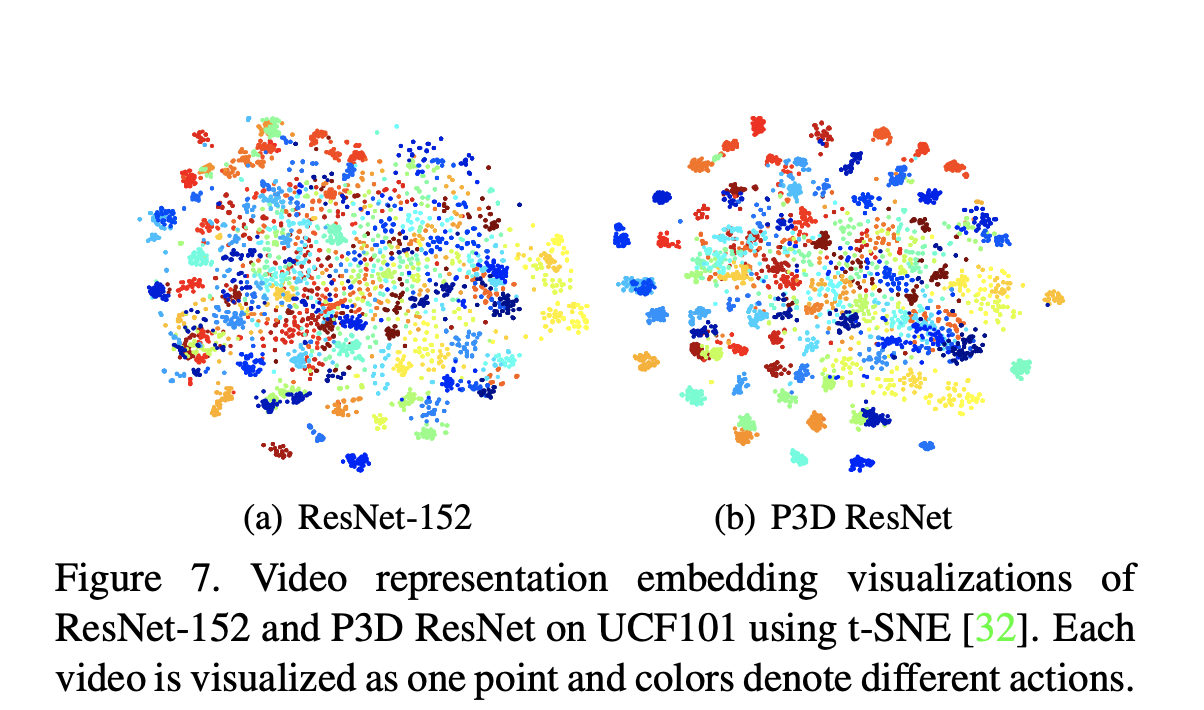 (a) ResNet-152
(b) P3D ResNet
Figure 7. Video representation embedding visualizations of
ResNet-152 and P3D ResNet on UCF101 using t-SNE [32]. Each
video is visualized as one point and colors denote different actions.